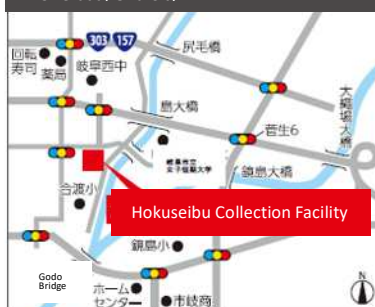 303 157
尻毛橋
回転
寿司
薬局
岐阜西中
島大橋
大縄場大橋
菅生6
岐阜市立
女子短期大学
鏡島大橋
合渡小
Hokuseibu Collection Facility
鏡島小
Godo
Bridge
ホーム
センター
市岐商
N